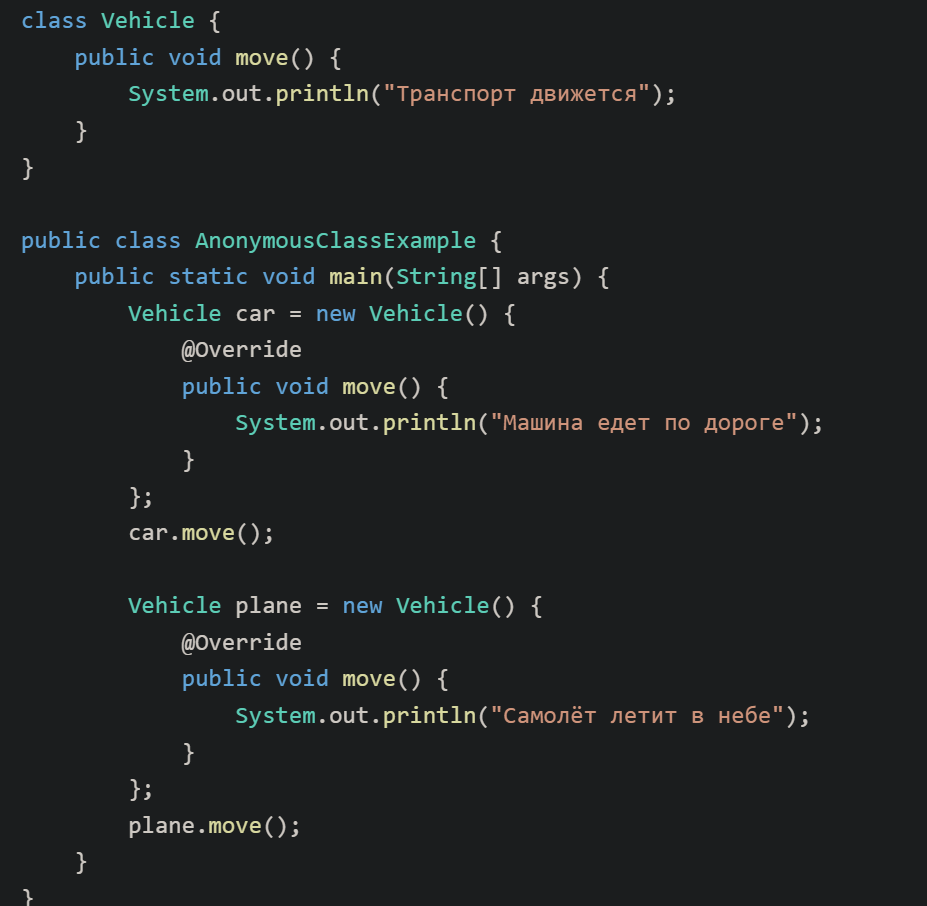 class Vehicle {
    public void move() {
        System.out.println("Транспорт движется");
    }
}

public class AnonymousClassExample {
    public static void main(String[] args) {
        Vehicle car = new Vehicle() {
            @Override
            public void move() {
                System.out.println("Машина едет по дороге");
            }
        };
        car.move();

        Vehicle plane = new Vehicle() {
            @Override
            public void move() {
                System.out.println("Самолёт летит в небе");
            }
        };
        plane.move();
    }
}